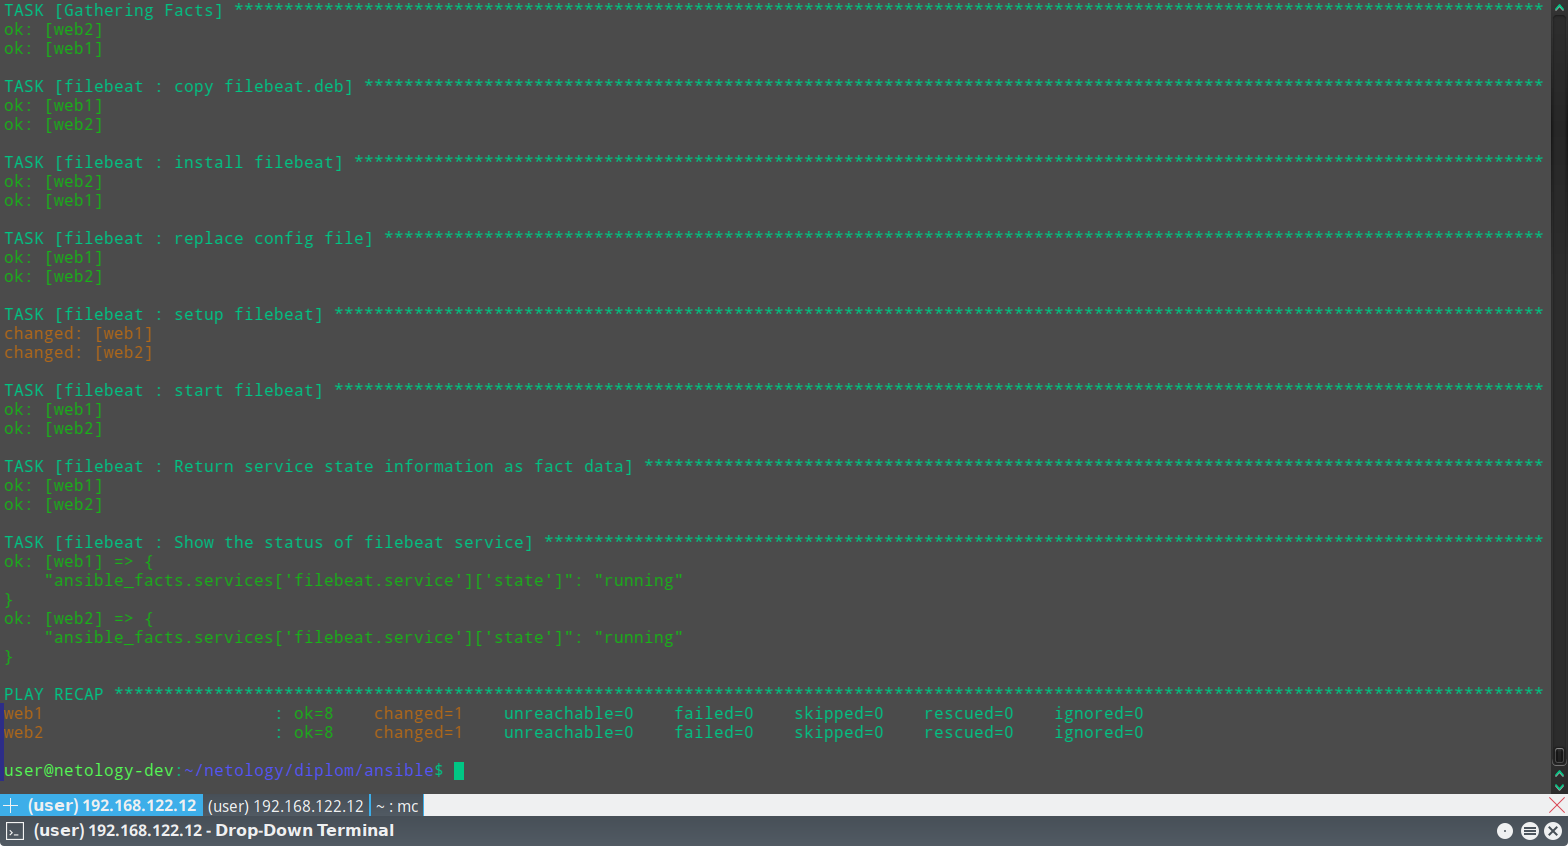 TASK [Gathering Facts] ***********************************************************************************************************************************
ok: [web2]
ok: [web1]
TASK [filebeat : copy filebeat.deb] **********************************************************************************************************************
ok: [web1]
ok: [web2]
TASK [filebeat : install filebeat] ***********************************************************************************************************************
ok: [web2]
ok: [web1]
TASK [filebeat : replace config file] ********************************************************************************************************************
ok: [web1]
ok: [web2]
TASK [filebeat : setup filebeat] *************************************************************************************************************************
changed: [web1]
changed: [web2]
TASK [filebeat : start filebeat] *************************************************************************************************************************
ok: [web1]
ok: [web2]
TASK [filebeat : Return service state information as fact data] ******************************************************************************************
ok: [web1]
ok: [web2]
TASK [filebeat : Show the status of filebeat service] ****************************************************************************************************
ok: [web1] => {
    "ansible_facts.services['filebeat.service']['state']": "running"
}
ok: [web2] => {
    "ansible_facts.services['filebeat.service']['state']": "running"
}
PLAY RECAP ***********************************************************************************************************************************************
web1                       : ok=8    changed=1    unreachable=0    failed=0    skipped=0    rescued=0    ignored=0
web2                       : ok=8    changed=1    unreachable=0    failed=0    skipped=0    rescued=0    ignored=0
user@netology-dev:~/netology/diplom/ansible$
(user) 192.168.122.12 (user) 192.168.122.12 ~ : mc
(user) 192.168.122.12 - Drop-Down Terminal